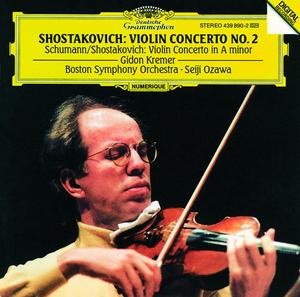 Deutsche
Grammophon
STEREO 439 890-2
DIGITAL
SHOSTAKOVICH: VIOLIN CONCERTO NO. 2
Schumann/Shostakovich: Violin Concerto in A minor
Gidon Kremer
Boston Symphony Orchestra · Seiji Ozawa
NUMERIQUE